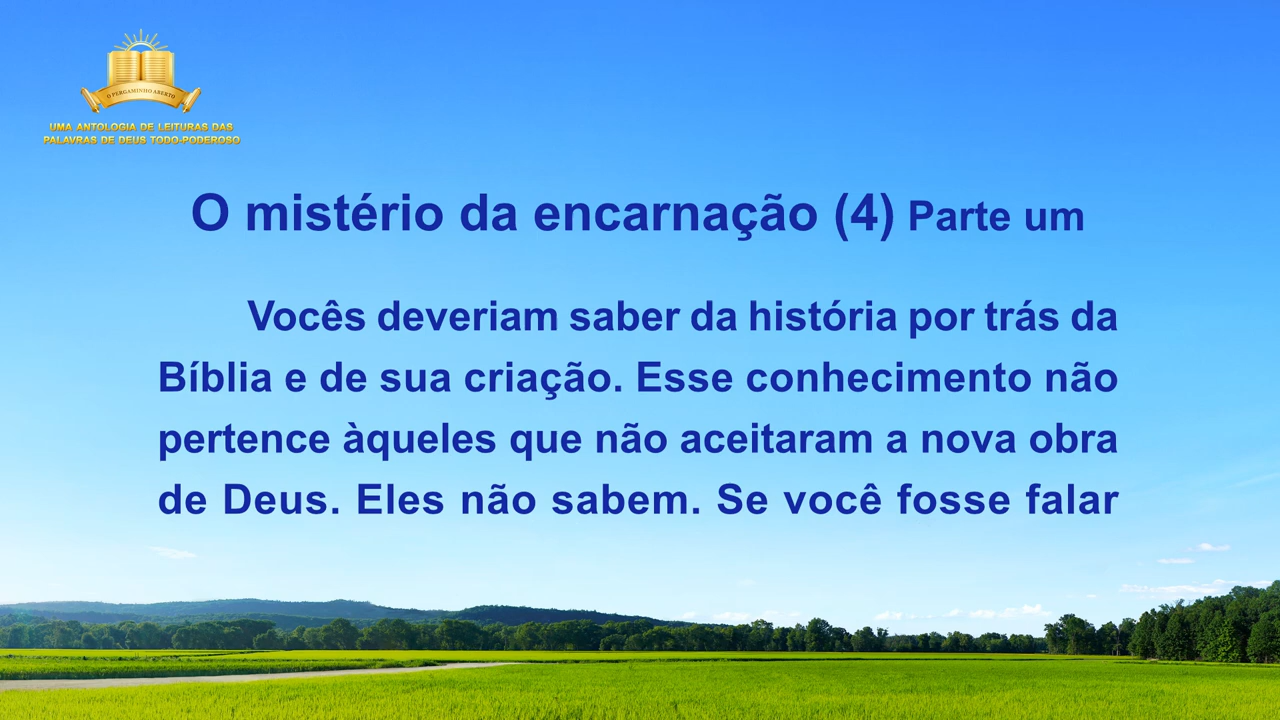 O PERGAMINHO ABERTO
UMA ANTOLOGIA DE LEITURAS DAS
PALAVRAS DE DEUS TODO-PODEROSO
O mistério da encarnação (4) Parte um
Vocês deveriam saber da história por trás da
Bíblia e de sua criação. Esse conhecimento não
pertence àqueles que não aceitaram a nova obra
de Deus. Eles não sabem. Se você fosse falar